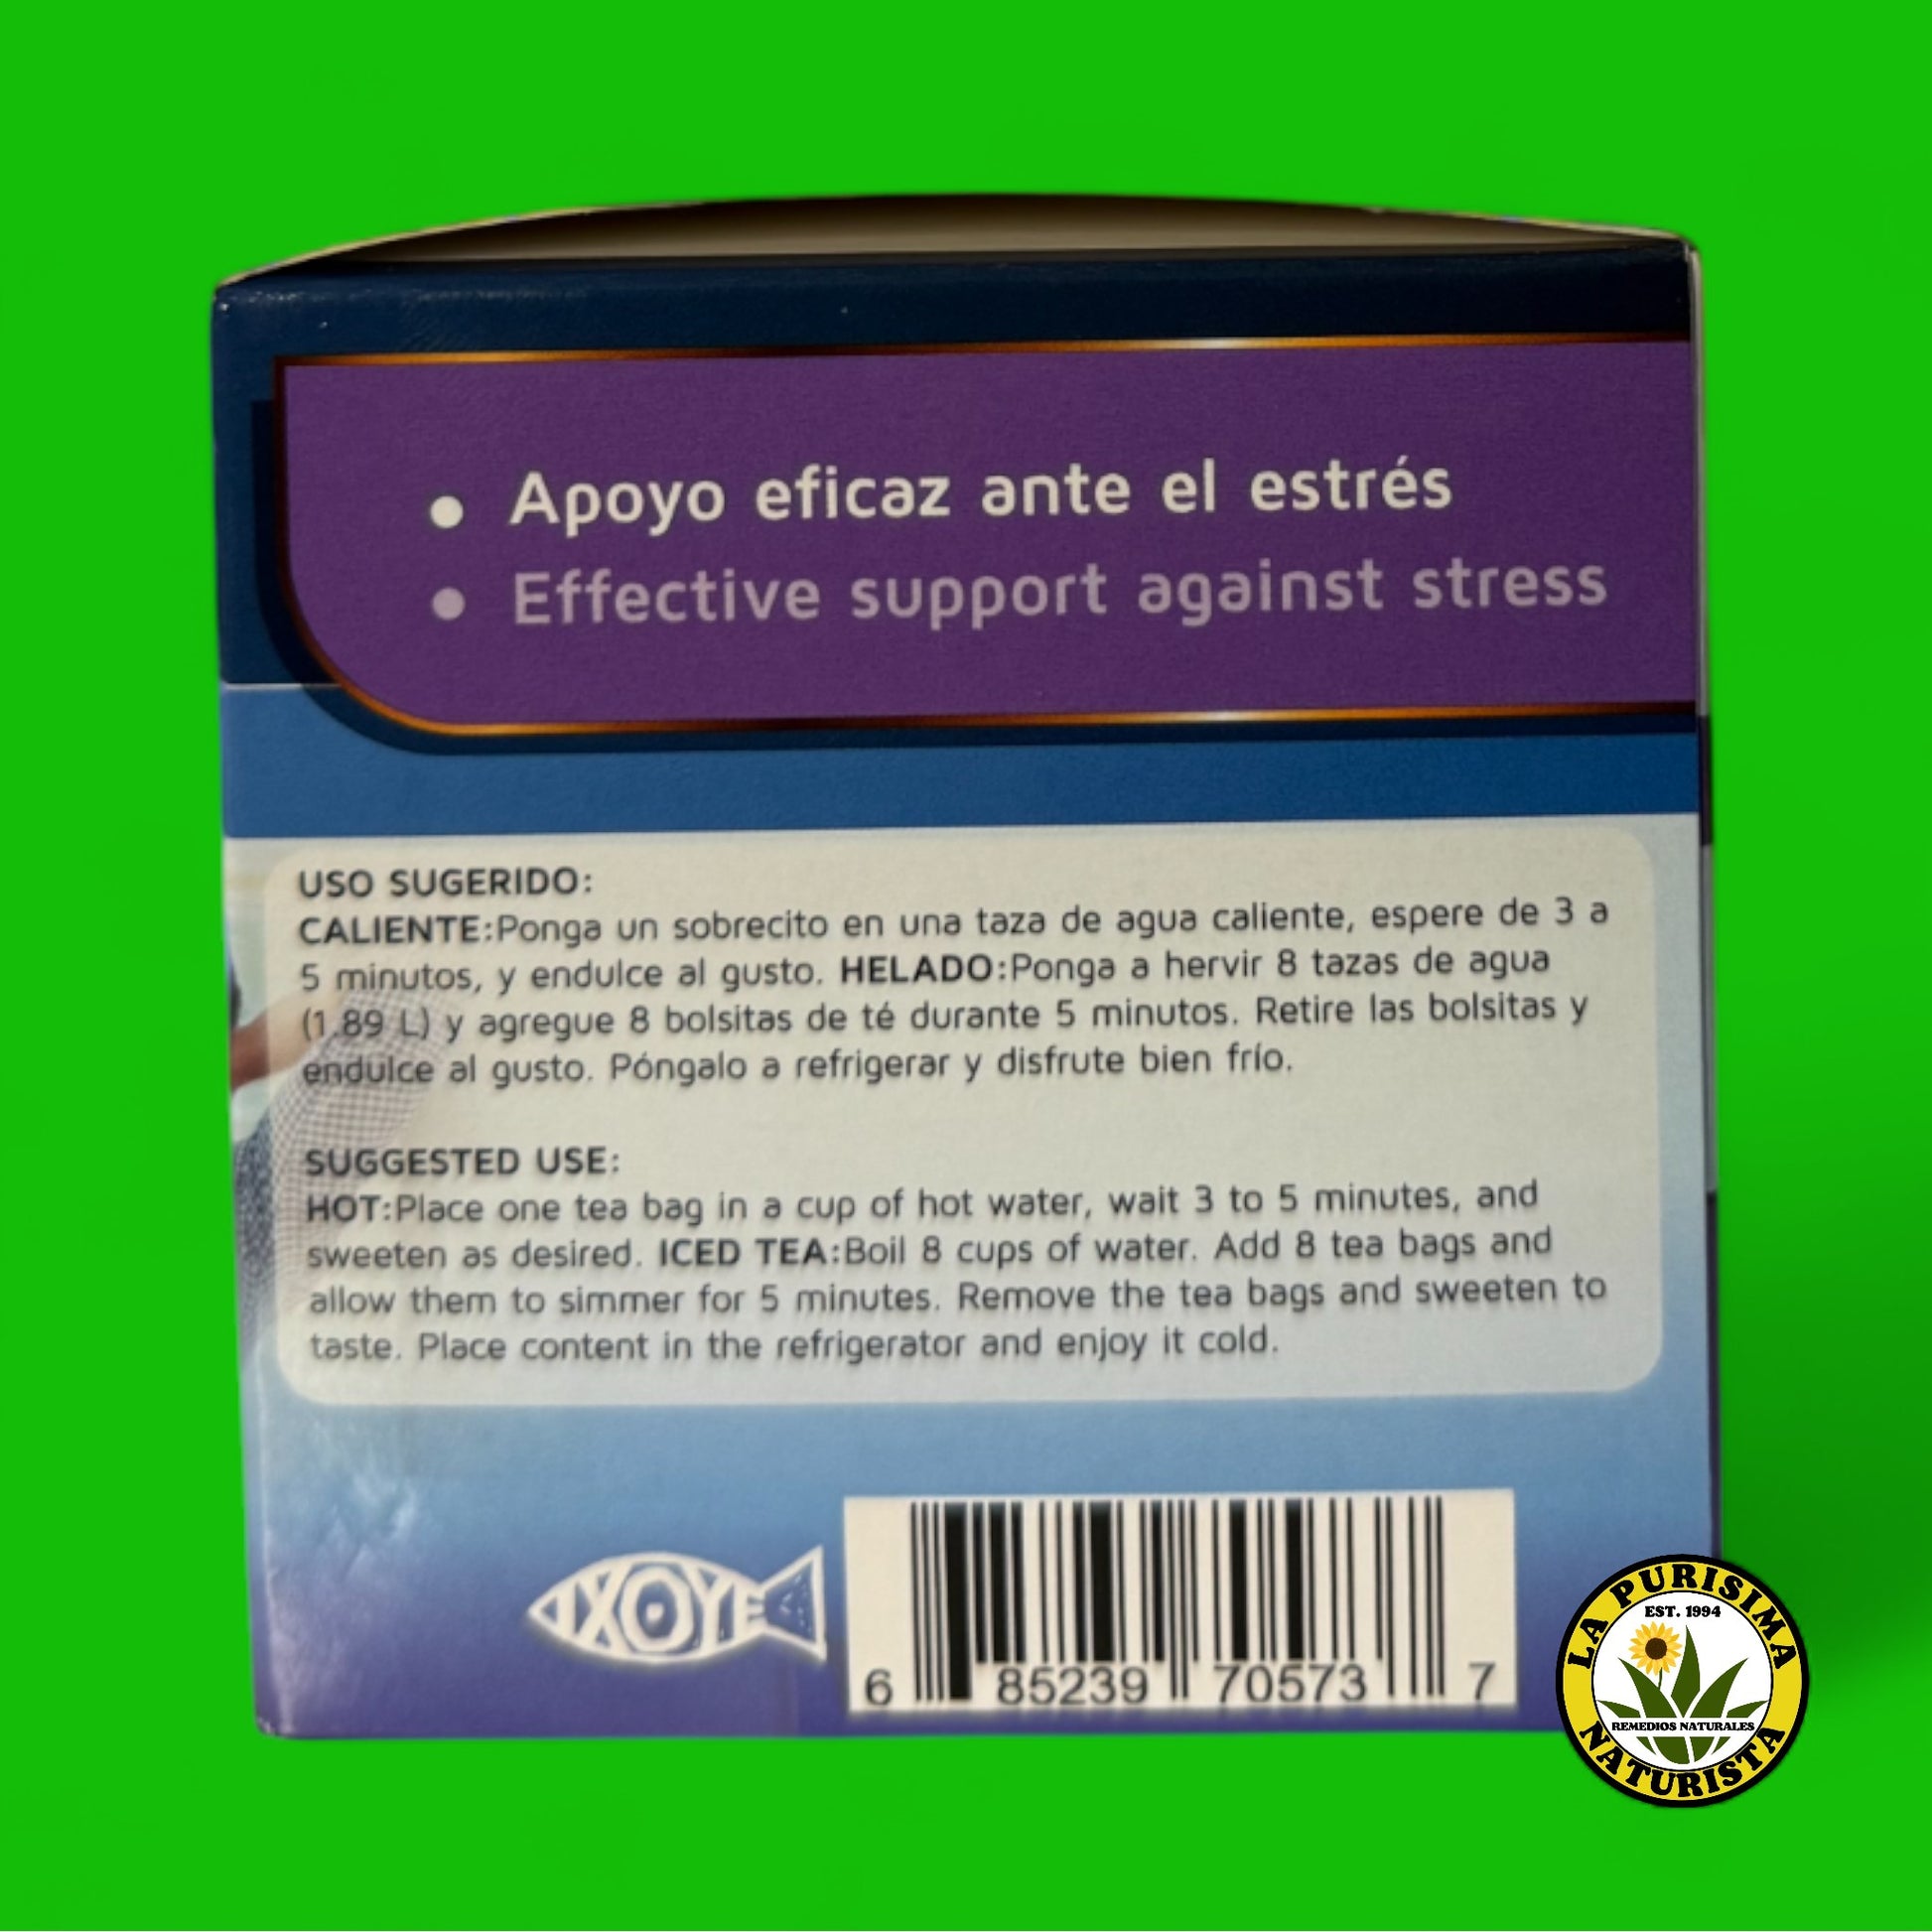 • Apoyo eficaz ante el estrés
• Effective support against stress
USO SUGERIDO:
CALIENTE:Ponga un sobrecito en una taza de agua caliente, espere de 3 a
5 minutos, y endulce al gusto. HELADO:Ponga a hervir 8 tazas de agua
(1.89 L) y agregue 8 bolsitas de té durante 5 minutos. Retire las bolsitas y
endulce al gusto. Póngalo a refrigerar y disfrute bien frío.
SUGGESTED USE:
HOT:Place one tea bag in a cup of hot water, wait 3 to 5 minutes, and
sweeten as desired. ICED TEA:Boil 8 cups of water. Add 8 tea bags and
allow them to simmer for 5 minutes. Remove the tea bags and sweeten to
taste. Place content in the refrigerator and enjoy it cold.
IXOYE
6 85239 70573 7
LA PURISIMA
EST. 1994
REMEDIOS NATURALES
NATURISTA